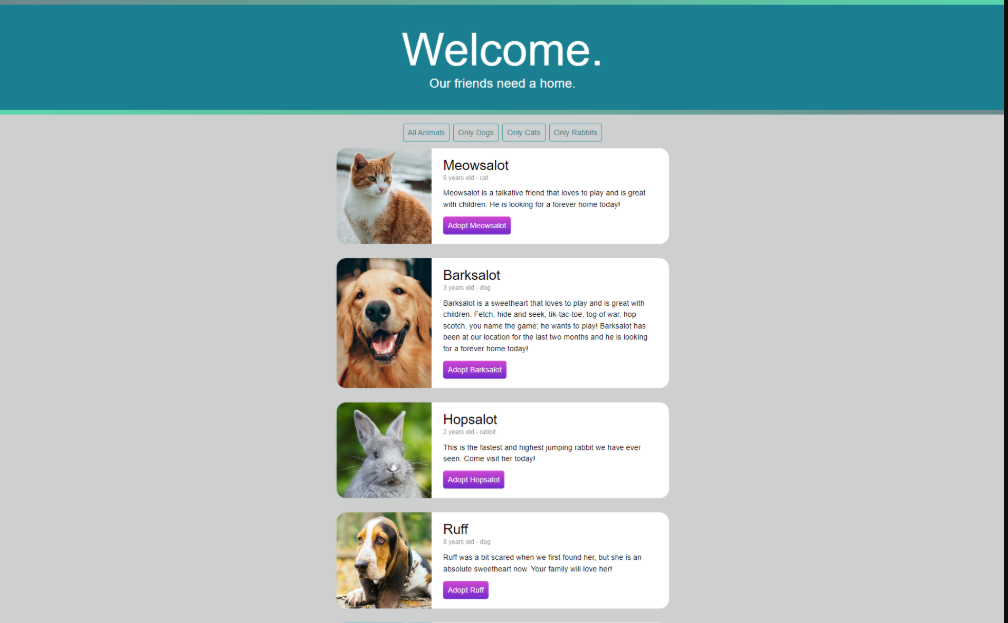 Welcome.
Our friends need a home.
All Animals
Only Dogs
Only Cats
Only Rabbits
Meowsalot
6 years old - cat
Meowsalot is a talkative friend that loves to play and is great
with children. He is looking for a forever home today!
Adopt Meowsalot
Barksalot
3 years old - dog
Barksalot is a sweetheart that loves to play and is great with
children. Fetch, hide and seek, tik-tac-toe, tog of war, hop
scotch, you name the game; he wants to play! Barksalot has
been at our location for the last two months and he is looking
for a forever home today!
Adopt Barksalot
Hopsalot
2 years old - rabbit
This is the fastest and highest jumping rabbit we have ever
seen. Come visit her today!
Adopt Hopsalot
Ruff
8 years old - dog
Ruff was a bit scared when we first found her, but she is an
absolute sweetheart now. Your family will love her!
Adopt Ruff